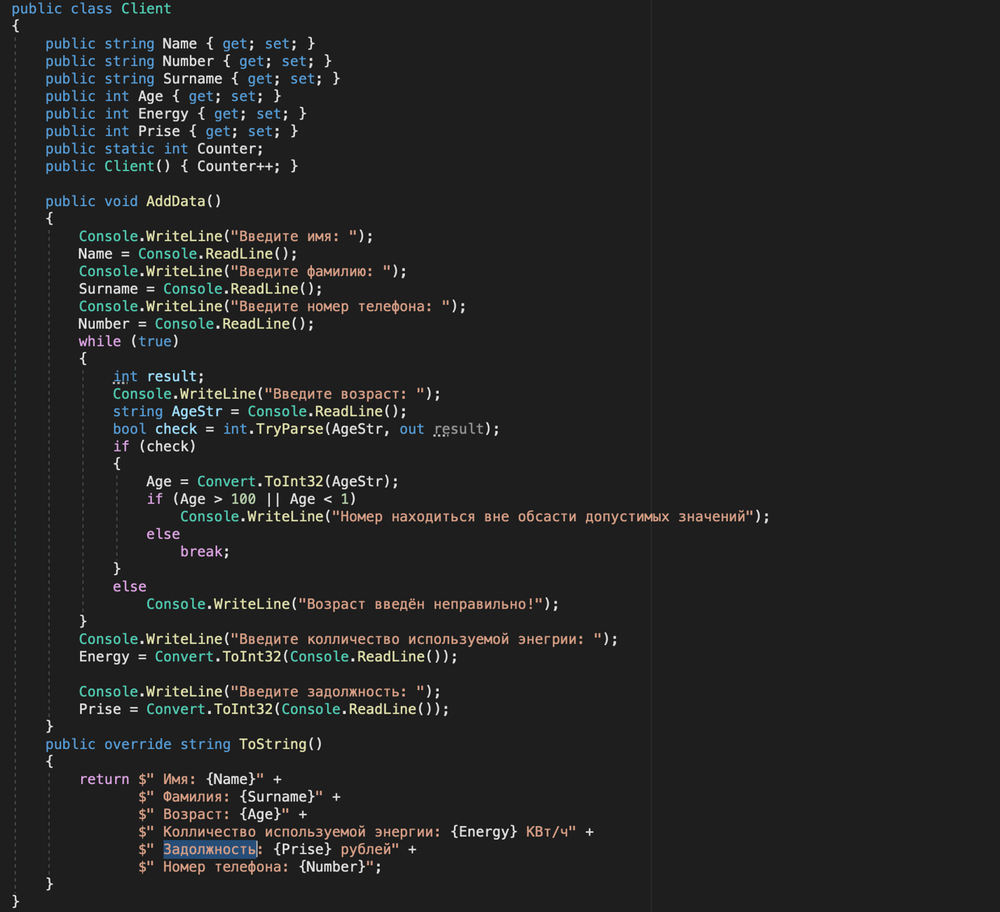 public class Client
{
public string Name { get; set; }
public string Number { get; set; }
public string Surname { get; set; }
public int Age { get; set; }
public int Energy { get; set; }
public int Prise { get; set; }
public static int Counter;
public Client() { Counter++; }
public void AddData()
{
Console.WriteLine("Введите имя: ");
Name = Console.ReadLine();
Console.WriteLine("Введите фамилию: ");
Surname = Console.ReadLine();
Console.WriteLine("Введите номер телефона: ");
Number = Console.ReadLine();
while (true)
{
int result;
Console.WriteLine("Введите возраст: ");
string AgeStr = Console.ReadLine();
bool check = int.TryParse(AgeStr, out result);
if (check)
{
Age = Convert.ToInt32(AgeStr);
if (Age > 100 || Age < 1)
Console.WriteLine("Номер находиться вне обсасти допустимых значений");
else
break;
}
else
Console.WriteLine("Возраст введён неправильно!");
}
Console.WriteLine("Введите колличество используемой энегрии: ");
Energy = Convert.ToInt32(Console.ReadLine());
Console.WriteLine("Введите задолжность: ");
Prise = Convert.ToInt32(Console.ReadLine());
}
public override string ToString()
{
return $" Имя: {Name}" +
$" Фамилия: {Surname}" +
$" Возраст: {Age}" +
$" Колличество используемой энергии: {Energy} КВт/ч" +
$" Задолжность: {Prise} рублей" +
$" Номер телефона: {Number}";
}
}